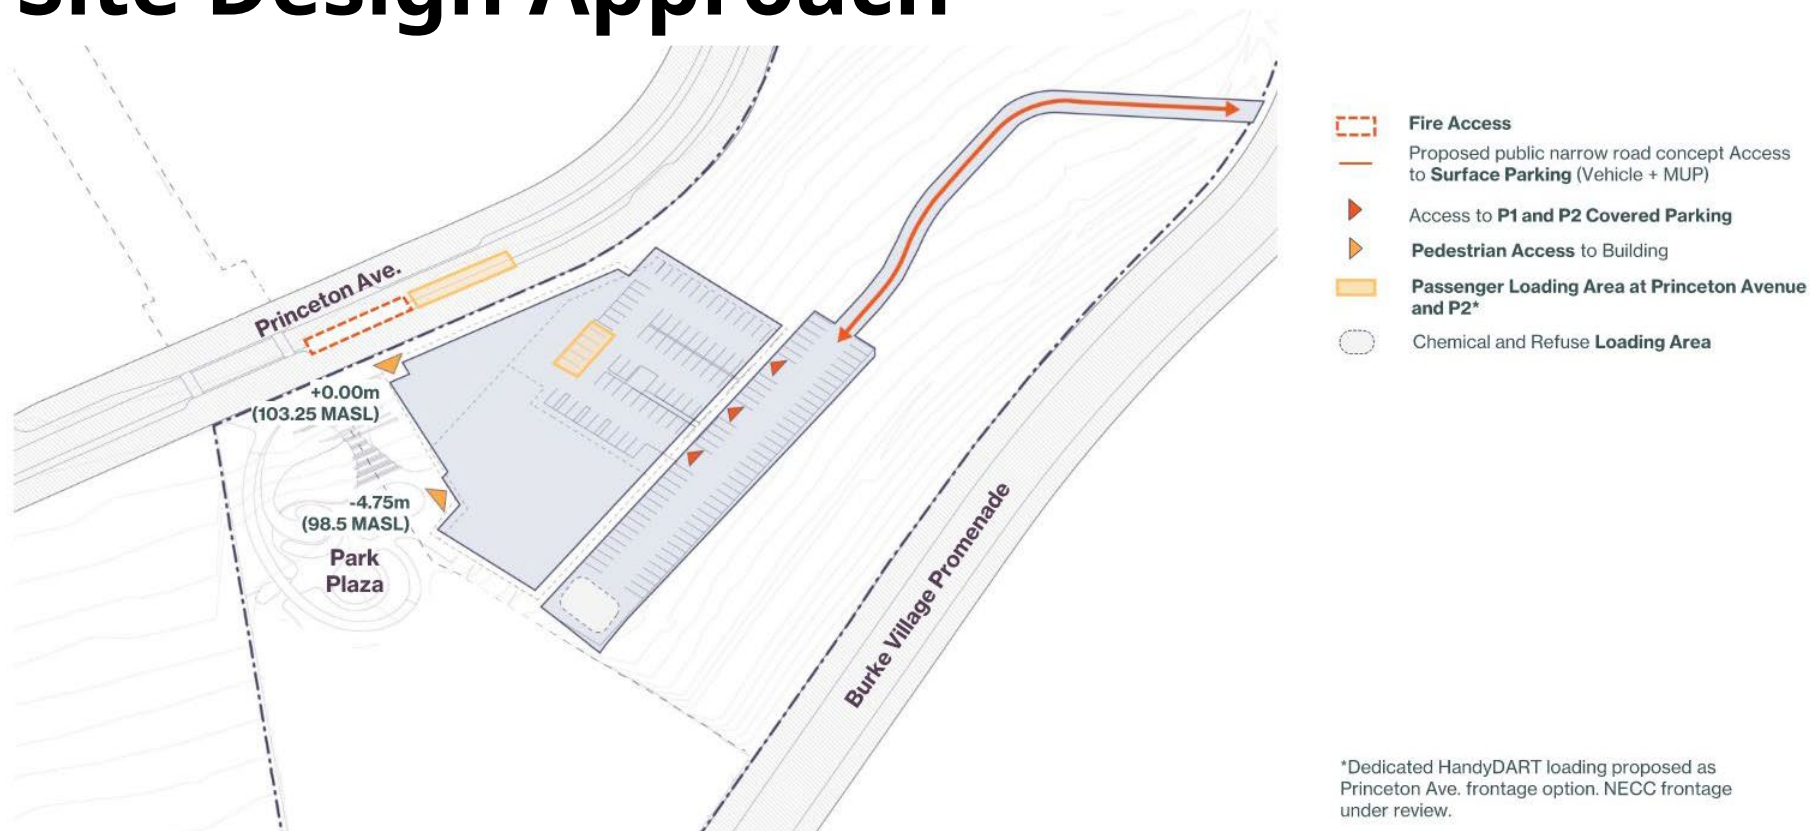 Site Design Approach
Fire Access
Proposed public narrow road concept Access
to Surface Parking (Vehicle + MUP)
Access to P1 and P2 Covered Parking
Pedestrian Access to Building
Passenger Loading Area at Princeton Avenue
and P2*
Chemical and Refuse Loading Area
Princeton Ave.
+0.00m
(103.25 MASL)
-4.75m
(98.5 MASL)
Park
Plaza
Burke Village Promenade
*Dedicated HandyDART loading proposed as
Princeton Ave. frontage option. NECC frontage
under review.